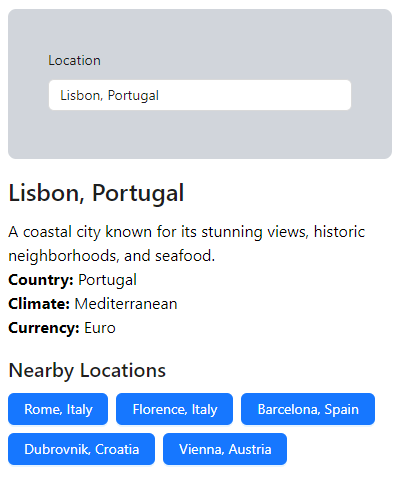 Location
Lisbon, Portugal
Lisbon, Portugal
A coastal city known for its stunning views, historic
neighborhoods, and seafood.
Country: Portugal
Climate: Mediterranean
Currency: Euro
Nearby Locations
Rome, Italy
Florence, Italy
Barcelona, Spain
Dubrovnik, Croatia
Vienna, Austria